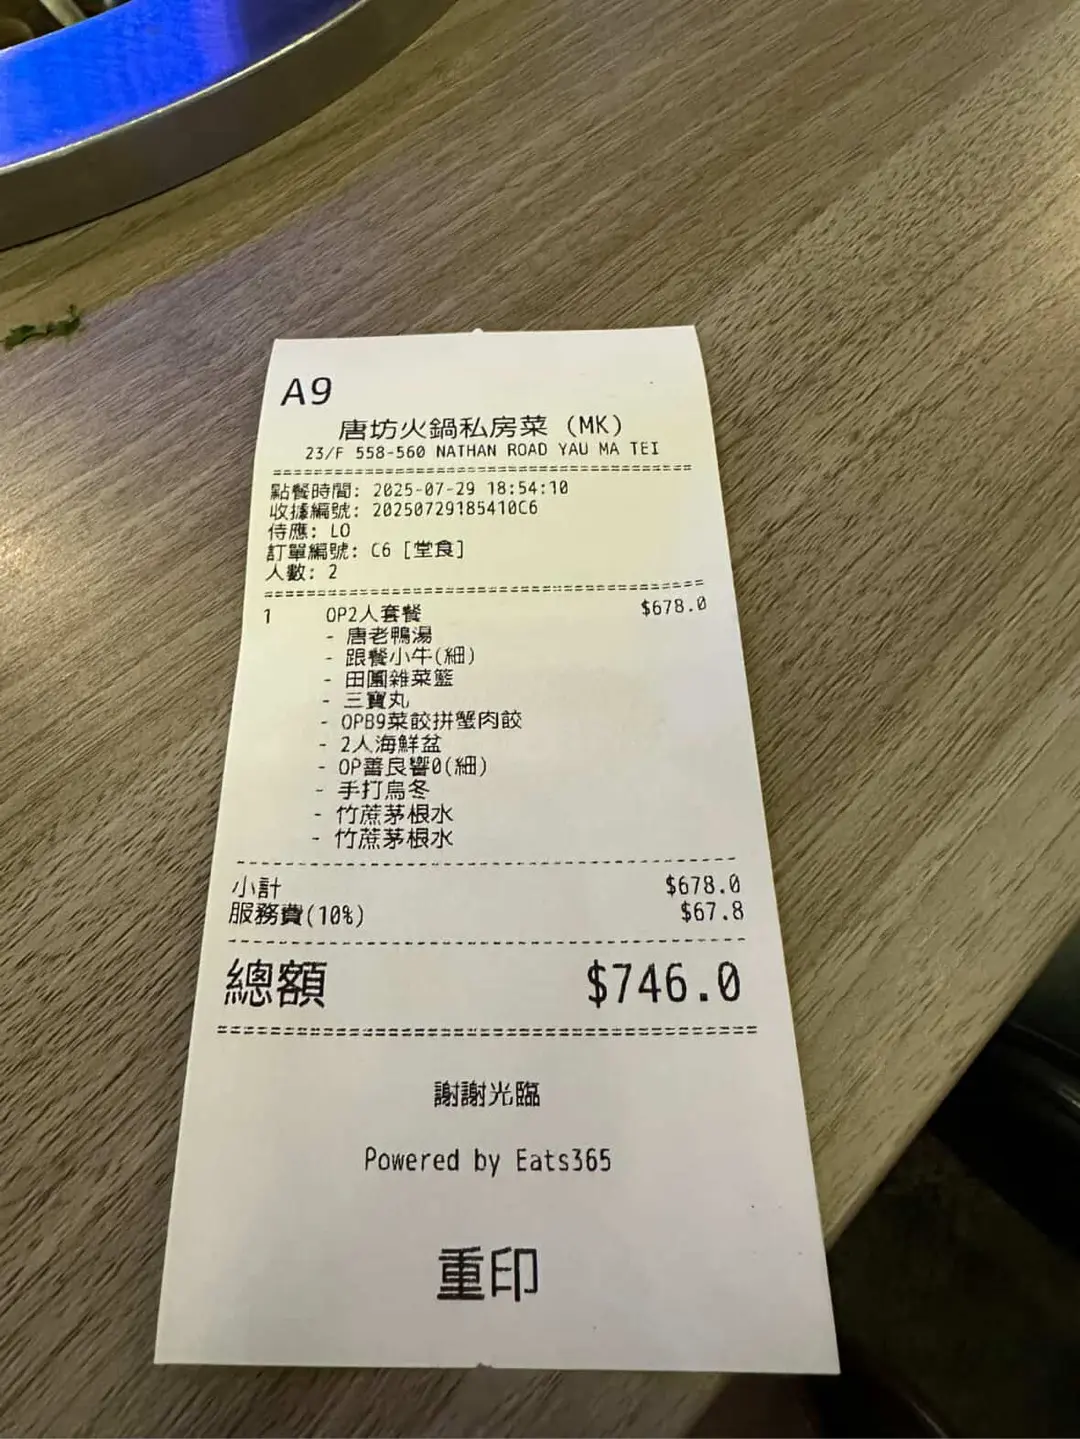 A9
唐坊火鍋私房菜 (MK)
23/F 558-560 NATHAN ROAD YAU MA TEI
點餐時間: 2025-07-29 18:54:10
收據編號: 20250729185410C6
侍應: LO
訂單編號: C6 [堂食]
人數: 2
1 OP2人套餐 $678.0
- 唐老鴨湯
- 跟餐小牛(細)
- 田園雜菜籃
- 三寶丸
- OPB9菜餃拼蟹肉餃
- 2人海鮮盆
- OP善良響0(細)
- 手打烏冬
- 竹蔗茅根水
- 竹蔗茅根水
小計 $678.0
服務費(10%) $67.8
總額 $746.0
謝謝光臨
Powered by Eats365
重印